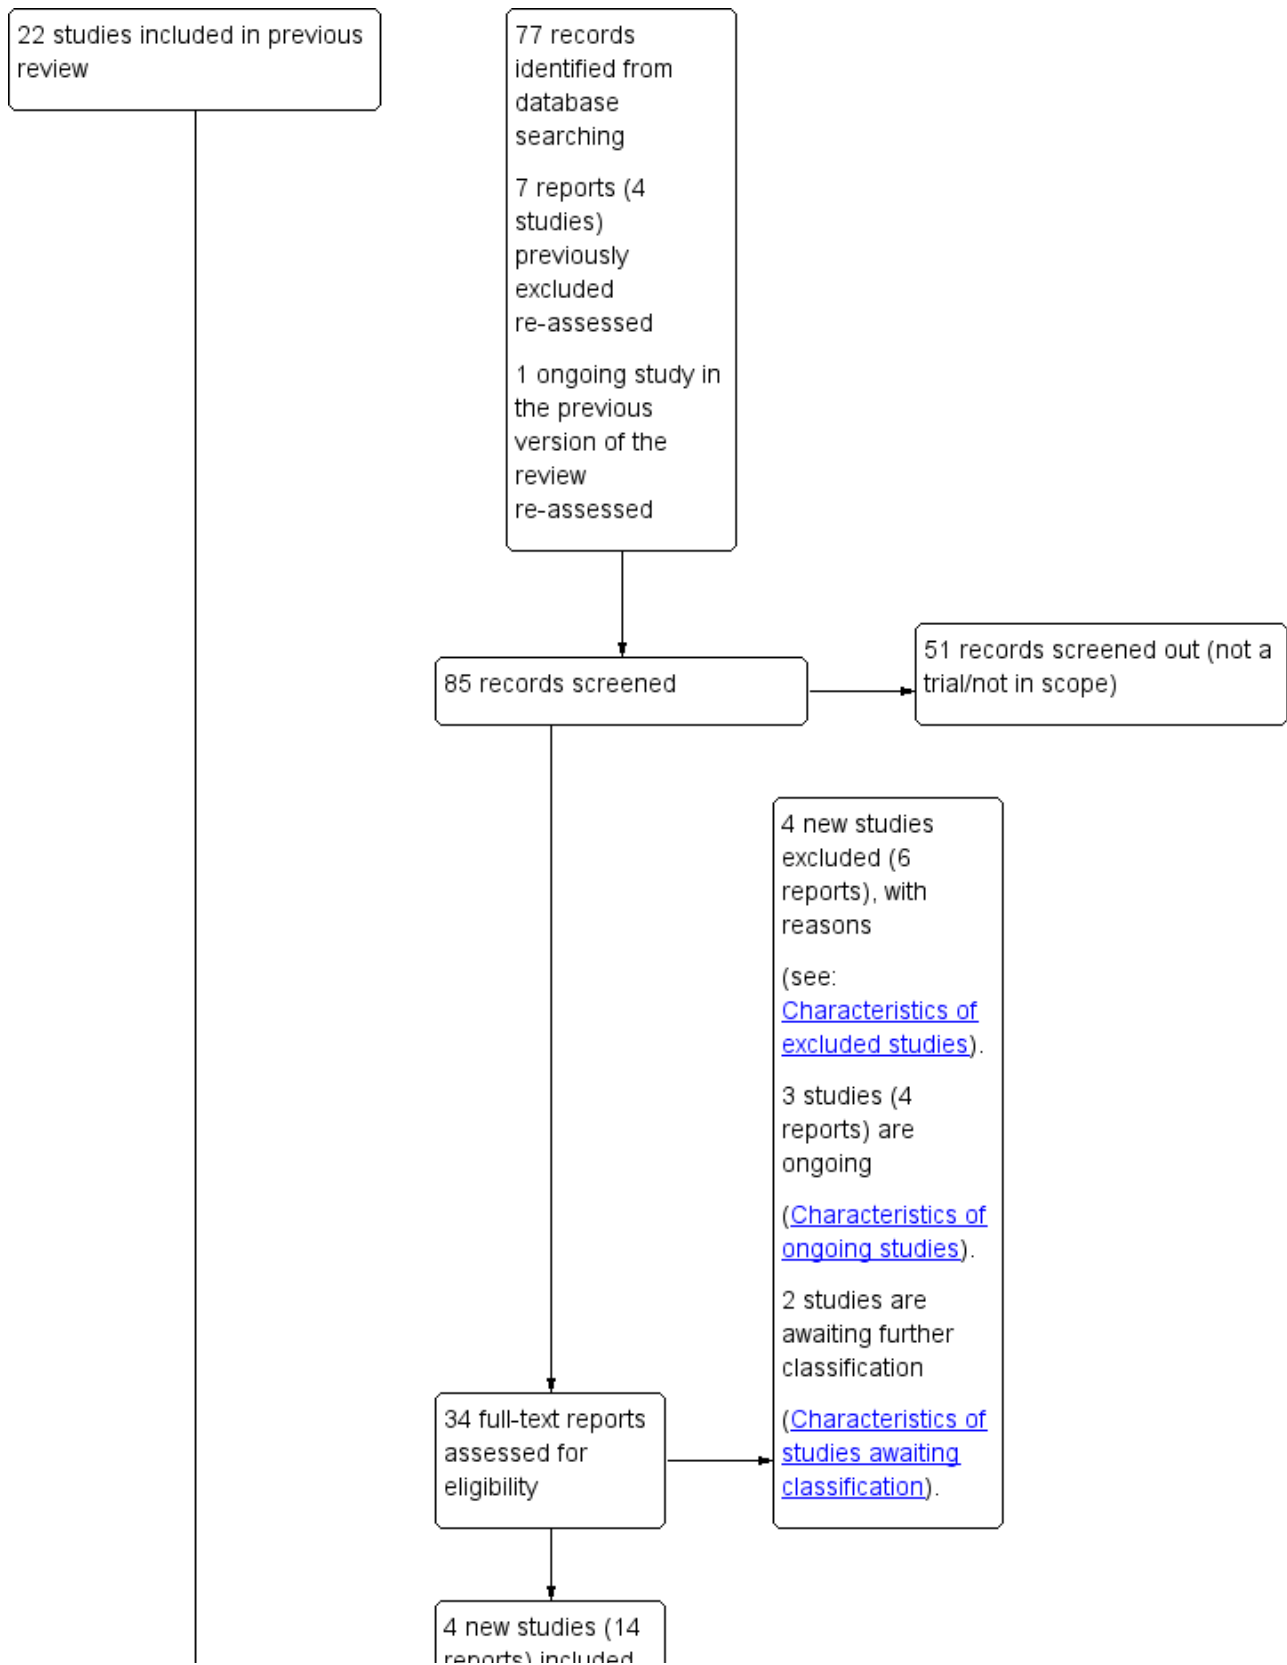 22 studies included in previous
review
77 records
identified from
database
searching
7 reports (4
studies)
previously
excluded
re-assessed
1 ongoing study in
the previous
version of the
review
re-assessed
85 records screened
51 records screened out (not a
trial/not in scope)
4 new studies
excluded (6
reports), with
reasons
(see:
Characteristics of
excluded studies).
3 studies (4
reports) are
ongoing
(Characteristics of
ongoing studies).
2 studies are
awaiting further
classification
(Characteristics of
studies awaiting
classification).
34 full-text reports
assessed for
eligibility
4 new studies (14
reports) included